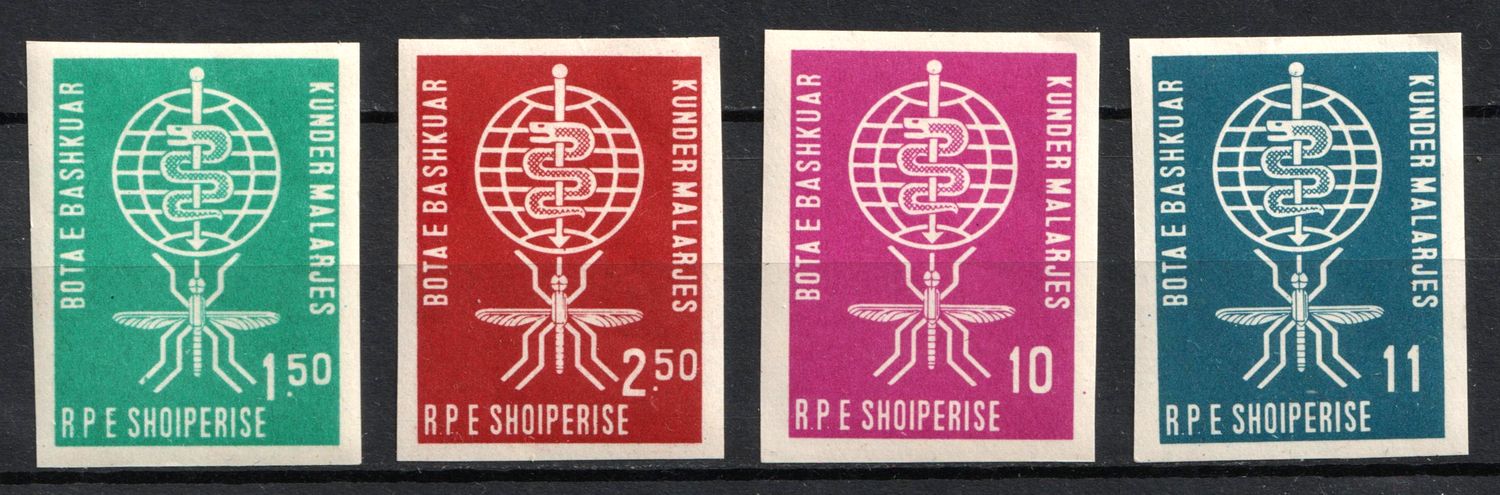 BOTA E BASHKUAR
KUNDER MALARJES
1.50
R.P E SHQIPERISE
BOTA E BASHKUAR
KUNDER MALARJES
2.50
R.P E SHQIPERISE
BOTA E BASHKUAR
KUNDER MALARJES
10
R.P E SHQIPERISE
BOTA E BASHKUAR
KUNDER MALARJES
11
R.P E SHQIPERISE